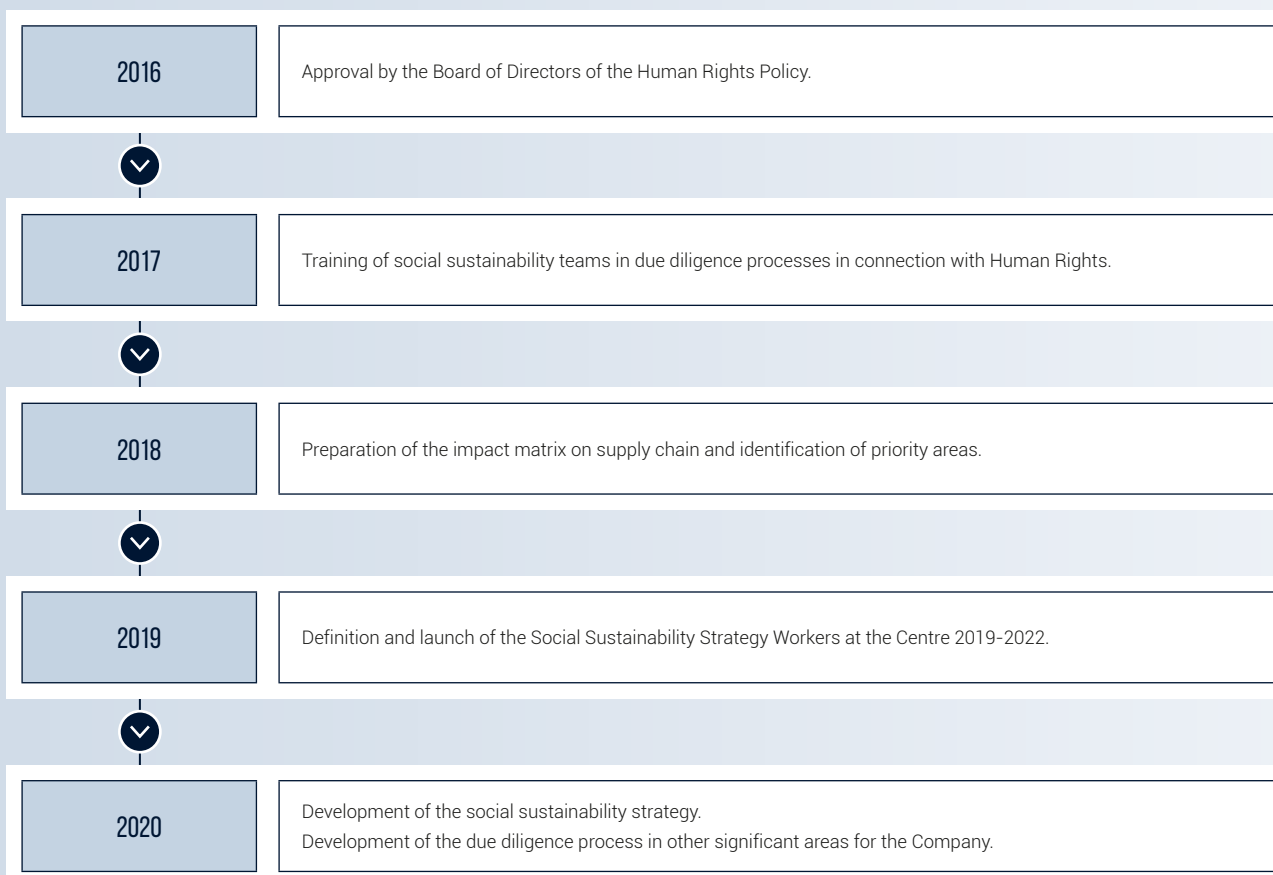 2016
Approval by the Board of Directors of the Human Rights Policy.
2017
Training of social sustainability teams in due diligence processes in connection with Human Rights.
2018
Preparation of the impact matrix on supply chain and identification of priority areas.
2019
Definition and launch of the Social Sustainability Strategy Workers at the Centre 2019-2022.
2020
Development of the social sustainability strategy.
Development of the due diligence process in other significant areas for the Company.